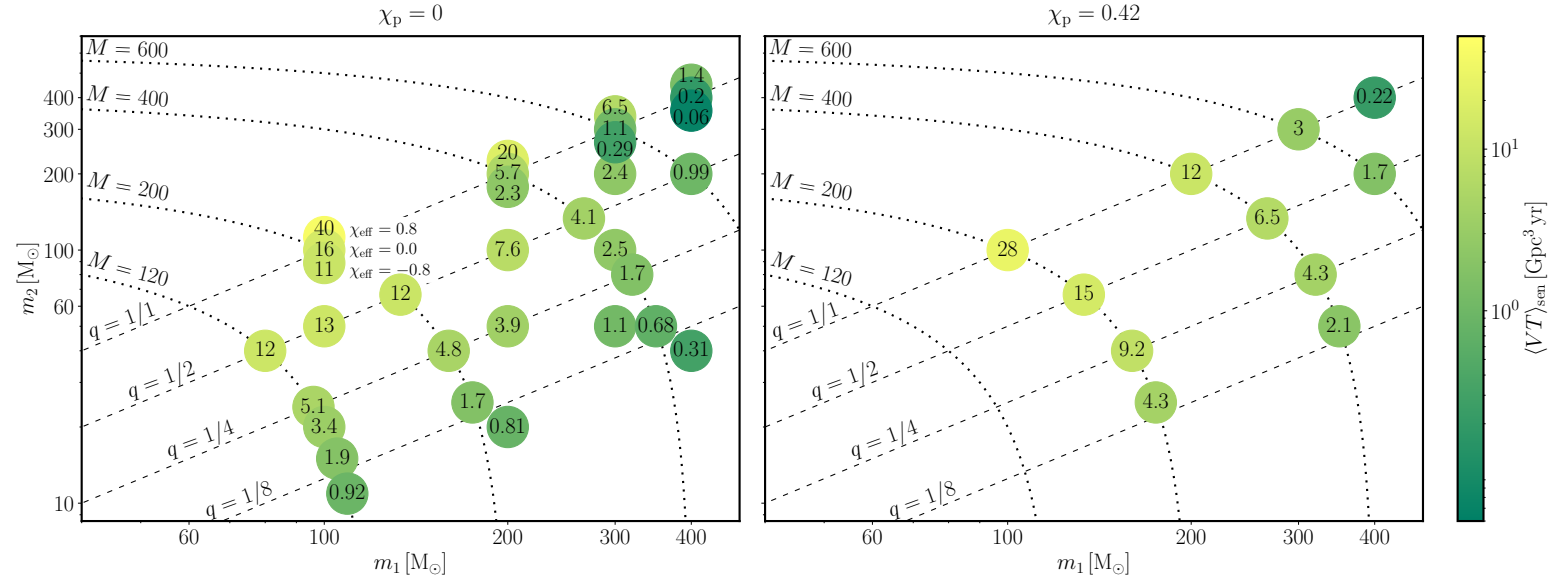 χp = 0
χp = 0.42
M = 600
M = 400
M = 200
M = 120
q = 1/1
q = 1/2
q = 1/4
q = 1/8
1.4
0.2
0.06
6.5
1.1
0.29
20
5.7
2.3
2.4
0.99
4.1
40 χeff = 0.8
16 χeff = 0.0
11 χeff = −0.8
7.6
2.5
1.7
12
13
3.9
1.1
0.68
12
4.8
0.31
5.1
3.4
1.7
0.81
1.9
0.92
400
300
200
100
60
10
m2 [M⊙]
60
100
200
300
400
m1 [M⊙]
M = 600
M = 400
M = 200
M = 120
q = 1/1
q = 1/2
q = 1/4
q = 1/8
0.22
3
12
1.7
6.5
28
4.3
15
2.1
9.2
4.3
60
100
200
300
400
m1 [M⊙]
10¹
10⁰
⟨VT⟩sen [Gpc³ yr]